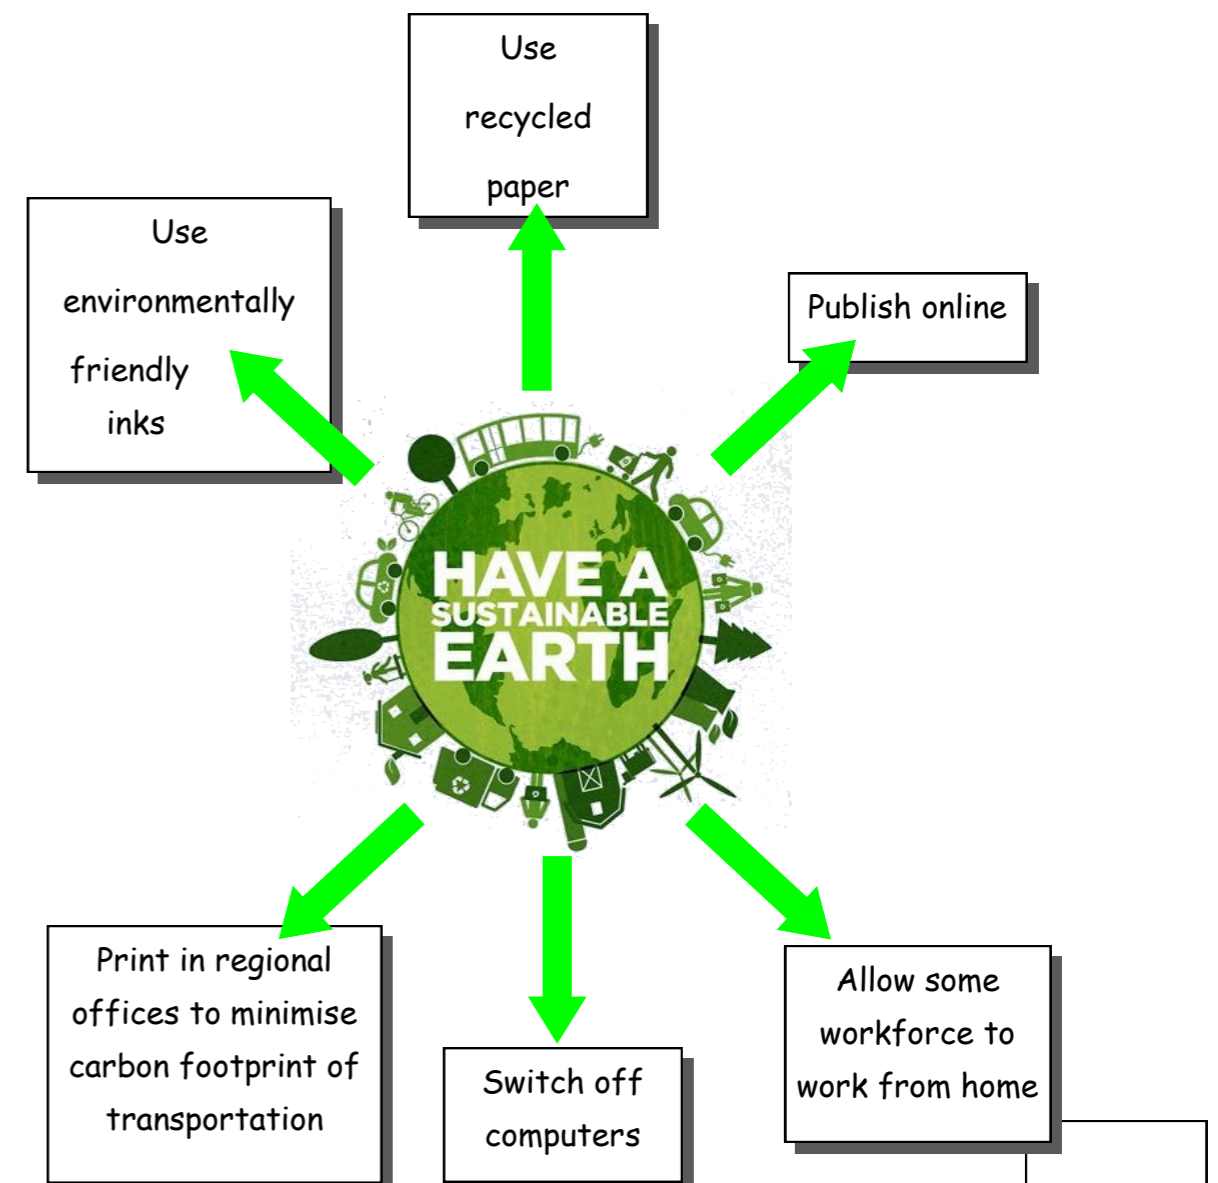 Use
recycled
paper
Use
environmentally
friendly
inks
Publish online
HAVE A
SUSTAINABLE
EARTH
Print in regional
offices to minimise
carbon footprint of
transportation
Switch off
computers
Allow some
workforce to
work from home